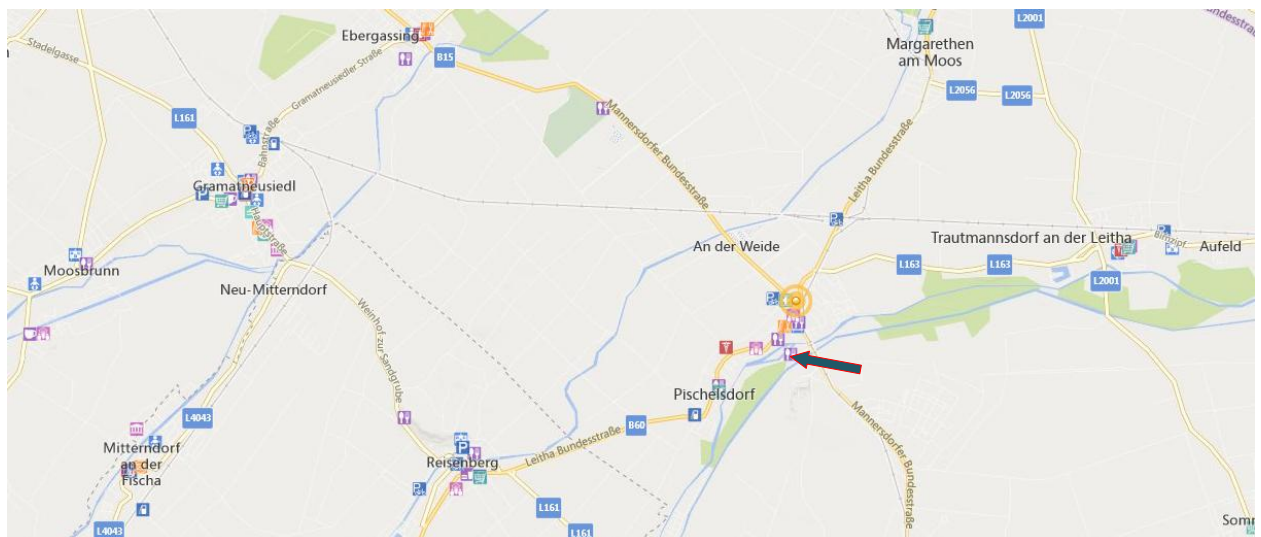 L2001
Ebergassing
Margarethen
am Moos
Stadelgasse
B15
Gramatneusiedler Straße
L2056
L2056
L161
Mannersdorfer Bundesstraße
Bahnstraße
Leitha Bundesstraße
Gramatneusiedl
P
Hauptstraße
An der Weide
Trautmannsdorf an der Leitha
Birnzipf
Aufeld
Moosbrunn
L163
L163
L2001
Neu-Mitterndorf
Weinhof zur Sandgrube
Pischelsdorf
L4043
B60
Leitha Bundesstraße
Mannersdorfer Bundesstraße
Mitterndorf
an der
Fischa
P
Reisenberg
L161
L4043
L161